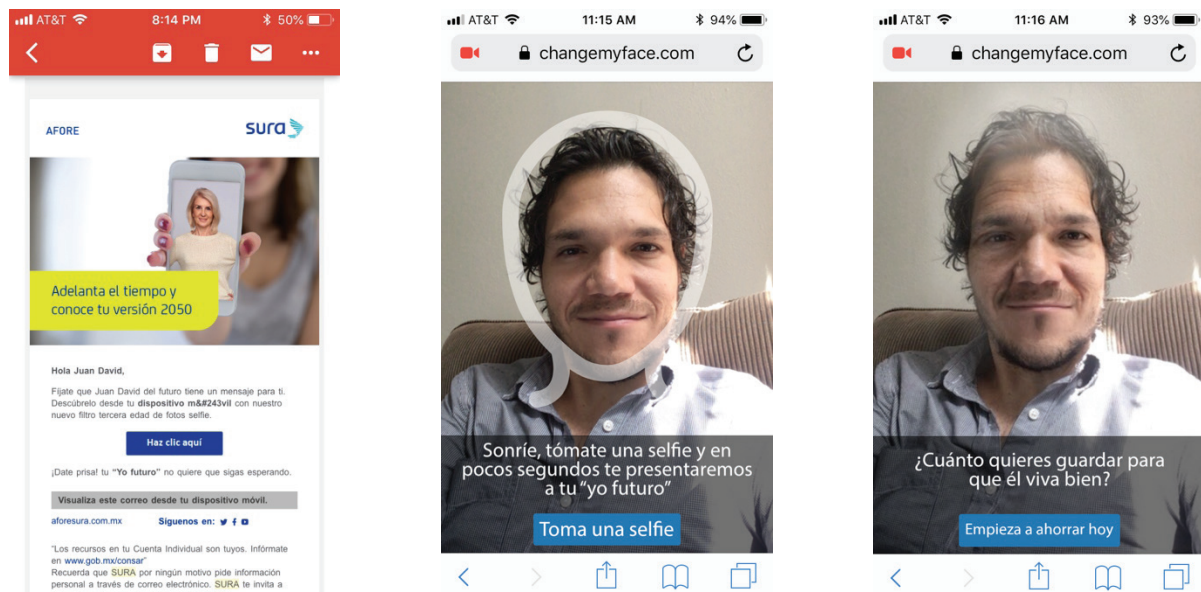 AT&T 8:14 PM 50%
AFORE sura
Adelanta el tiempo y
conoce tu versión 2050
Hola Juan David,
Fíjate que Juan David del futuro tiene un mensaje para ti.
Descúbrelo desde tu dispositivo m&#243vil con nuestro
nuevo filtro tercera edad de fotos selfie.
Haz clic aquí
¡Date prisa! tu "Yo futuro" no quiere que sigas esperando.
Visualiza este correo desde tu dispositivo móvil.
aforesura.com.mx Siguenos en:
"Los recursos en tu Cuenta Individual son tuyos. Infórmate
en www.gob.mx/consar"
Recuerda que SURA por ningún motivo pide información
personal a través de correo electrónico. SURA te invita a
AT&T 11:15 AM 94%
changemyface.com
Sonríe, tómate una selfie y en
pocos segundos te presentaremos
a tu "yo futuro"
Toma una selfie
AT&T 11:16 AM 93%
changemyface.com
¿Cuánto quieres guardar para
que él viva bien?
Empieza a ahorrar hoy